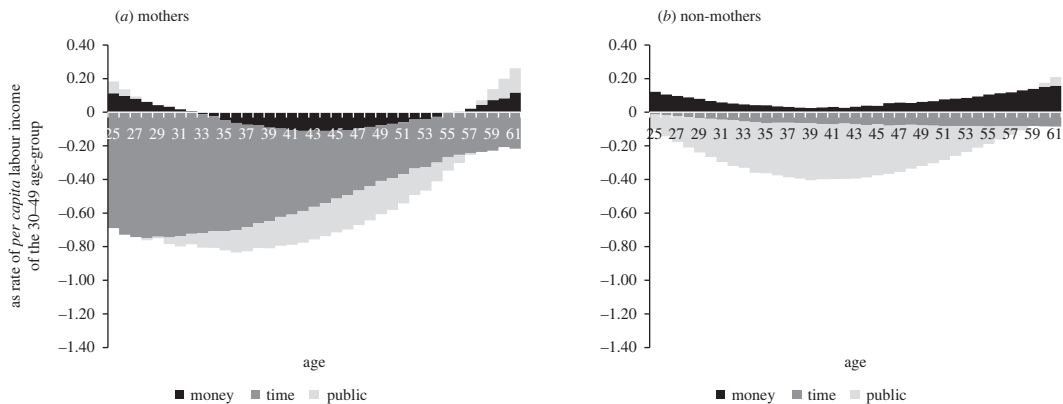 (a) mothers
0.40
0.20
0
–0.20
–0.40
–0.60
–0.80
–1.00
–1.20
–1.40
as rate of per capita labour income
of the 30–49 age-group
25 27 29 31 33 35 37 39 41 43 45 47 49 51 53 55 57 59 61
age
money time public
(b) non-mothers
0.40
0.20
0
–0.20
–0.40
–0.60
–0.80
–1.00
–1.20
–1.40
25 27 29 31 33 35 37 39 41 43 45 47 49 51 53 55 57 59 61
age
money time public